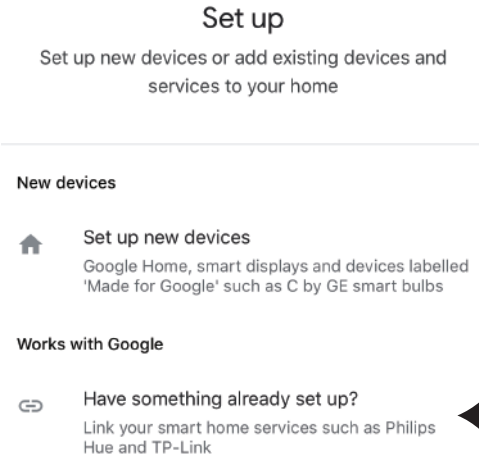 Set up
Set up new devices or add existing devices and
services to your home
New devices
Set up new devices
Google Home, smart displays and devices labelled
'Made for Google' such as C by GE smart bulbs
Works with Google
Have something already set up?
Link your smart home services such as Philips
Hue and TP-Link